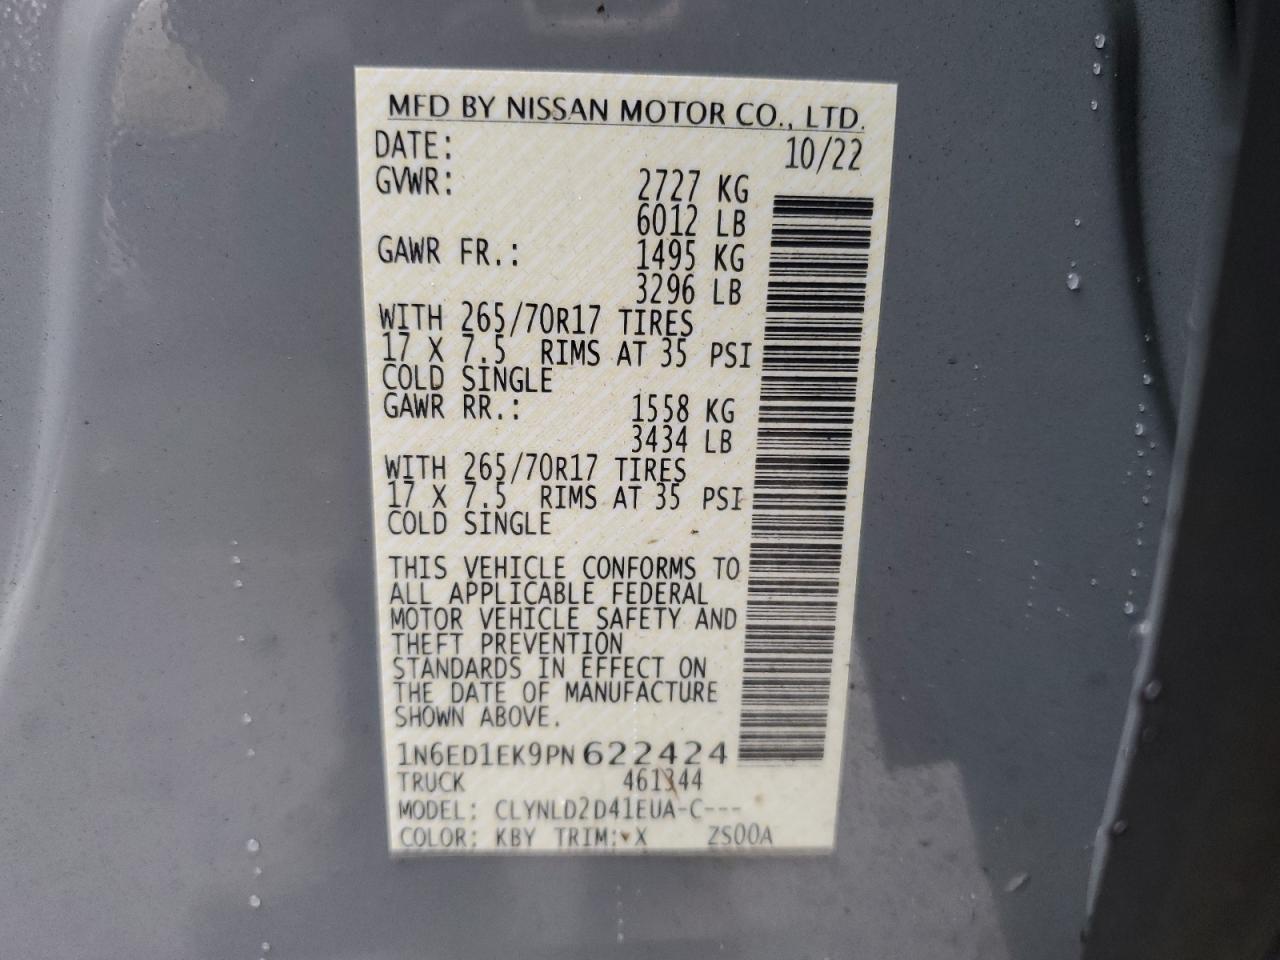 MFD BY NISSAN MOTOR CO., LTD.
DATE: 10/22
GVWR: 2727 KG
6012 LB
GAWR FR.: 1495 KG
3296 LB
WITH 265/70R17 TIRES
17 X 7.5 RIMS AT 35 PSI
COLD SINGLE
GAWR RR.: 1558 KG
3434 LB
WITH 265/70R17 TIRES
17 X 7.5 RIMS AT 35 PSI
COLD SINGLE
THIS VEHICLE CONFORMS TO
ALL APPLICABLE FEDERAL
MOTOR VEHICLE SAFETY AND
THEFT PREVENTION
STANDARDS IN EFFECT ON
THE DATE OF MANUFACTURE
SHOWN ABOVE.
1N6ED1EK9PN622424
TRUCK 461344
MODEL: CLYNLD2D41EUA-C---
COLOR: KBY TRIM: X ZS00A